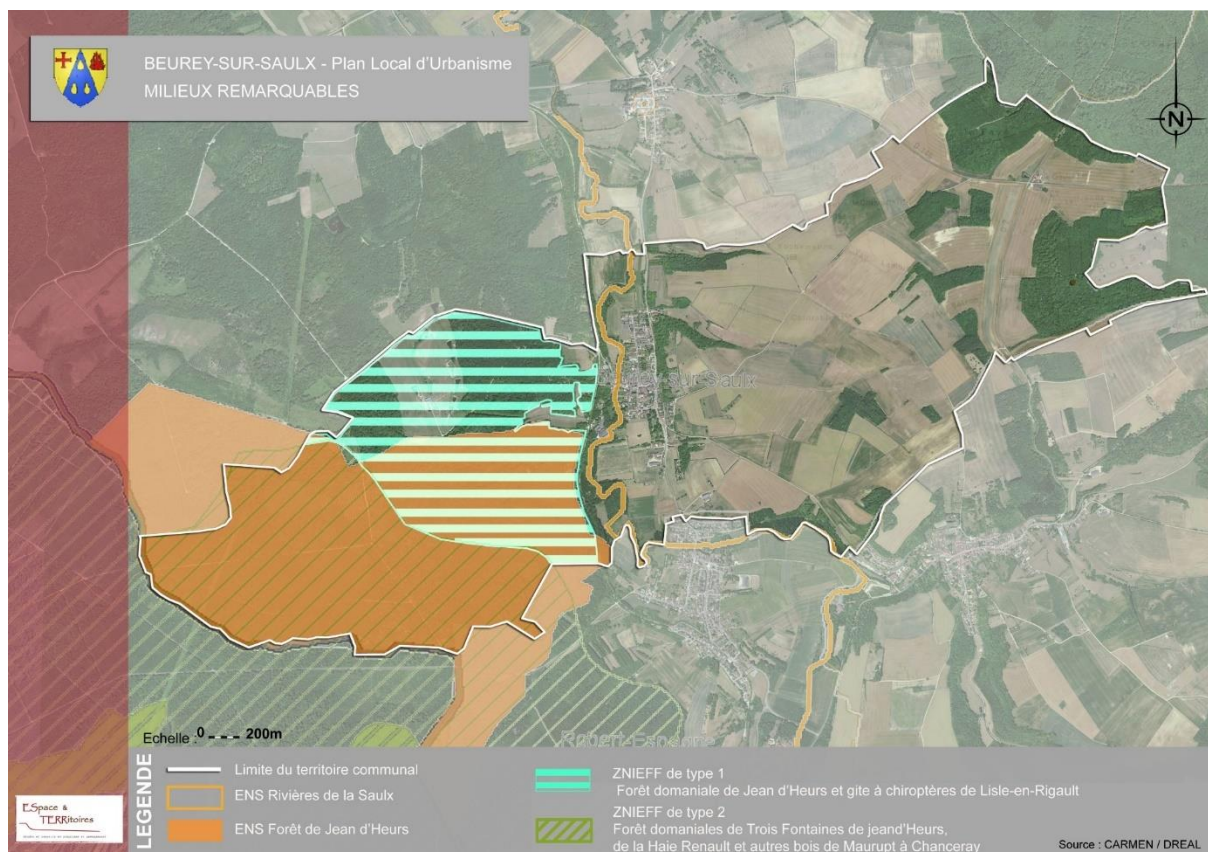 BEUREY-SUR-SAULX - Plan Local d'Urbanisme
MILIEUX REMARQUABLES
N
sur-Saulx
Robert-Espagne
Echelle : 0 200m
LEGENDE
Limite du territoire communal
ENS Rivières de la Saulx
ENS Forêt de Jean d'Heurs
ZNIEFF de type 1
Forêt domaniale de Jean d'Heurs et gite à chiroptères de Lisle-en-Rigault
ZNIEFF de type 2
Forêt domaniales de Trois Fontaines de jeand'Heurs,
de la Haie Renault et autres bois de Maurupt à Chanceray
ESpace &
TERRitoires
Source : CARMEN / DREAL